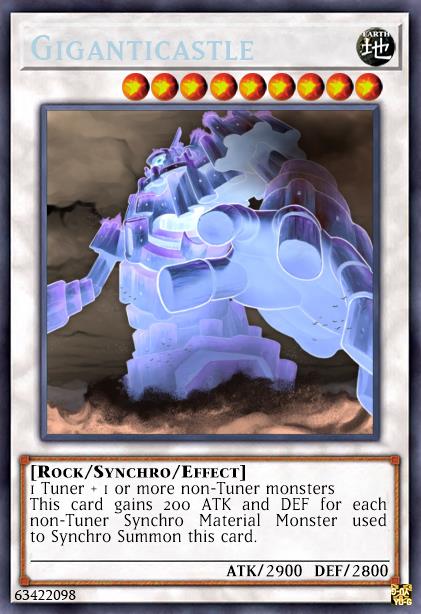 GIGANTICASTLE
EARTH
地
[ROCK/SYNCHRO/EFFECT]
1 Tuner + 1 or more non-Tuner monsters
This card gains 200 ATK and DEF for each
non-Tuner Synchro Material Monster used
to Synchro Summon this card.
ATK/2900 DEF/2800
63422098